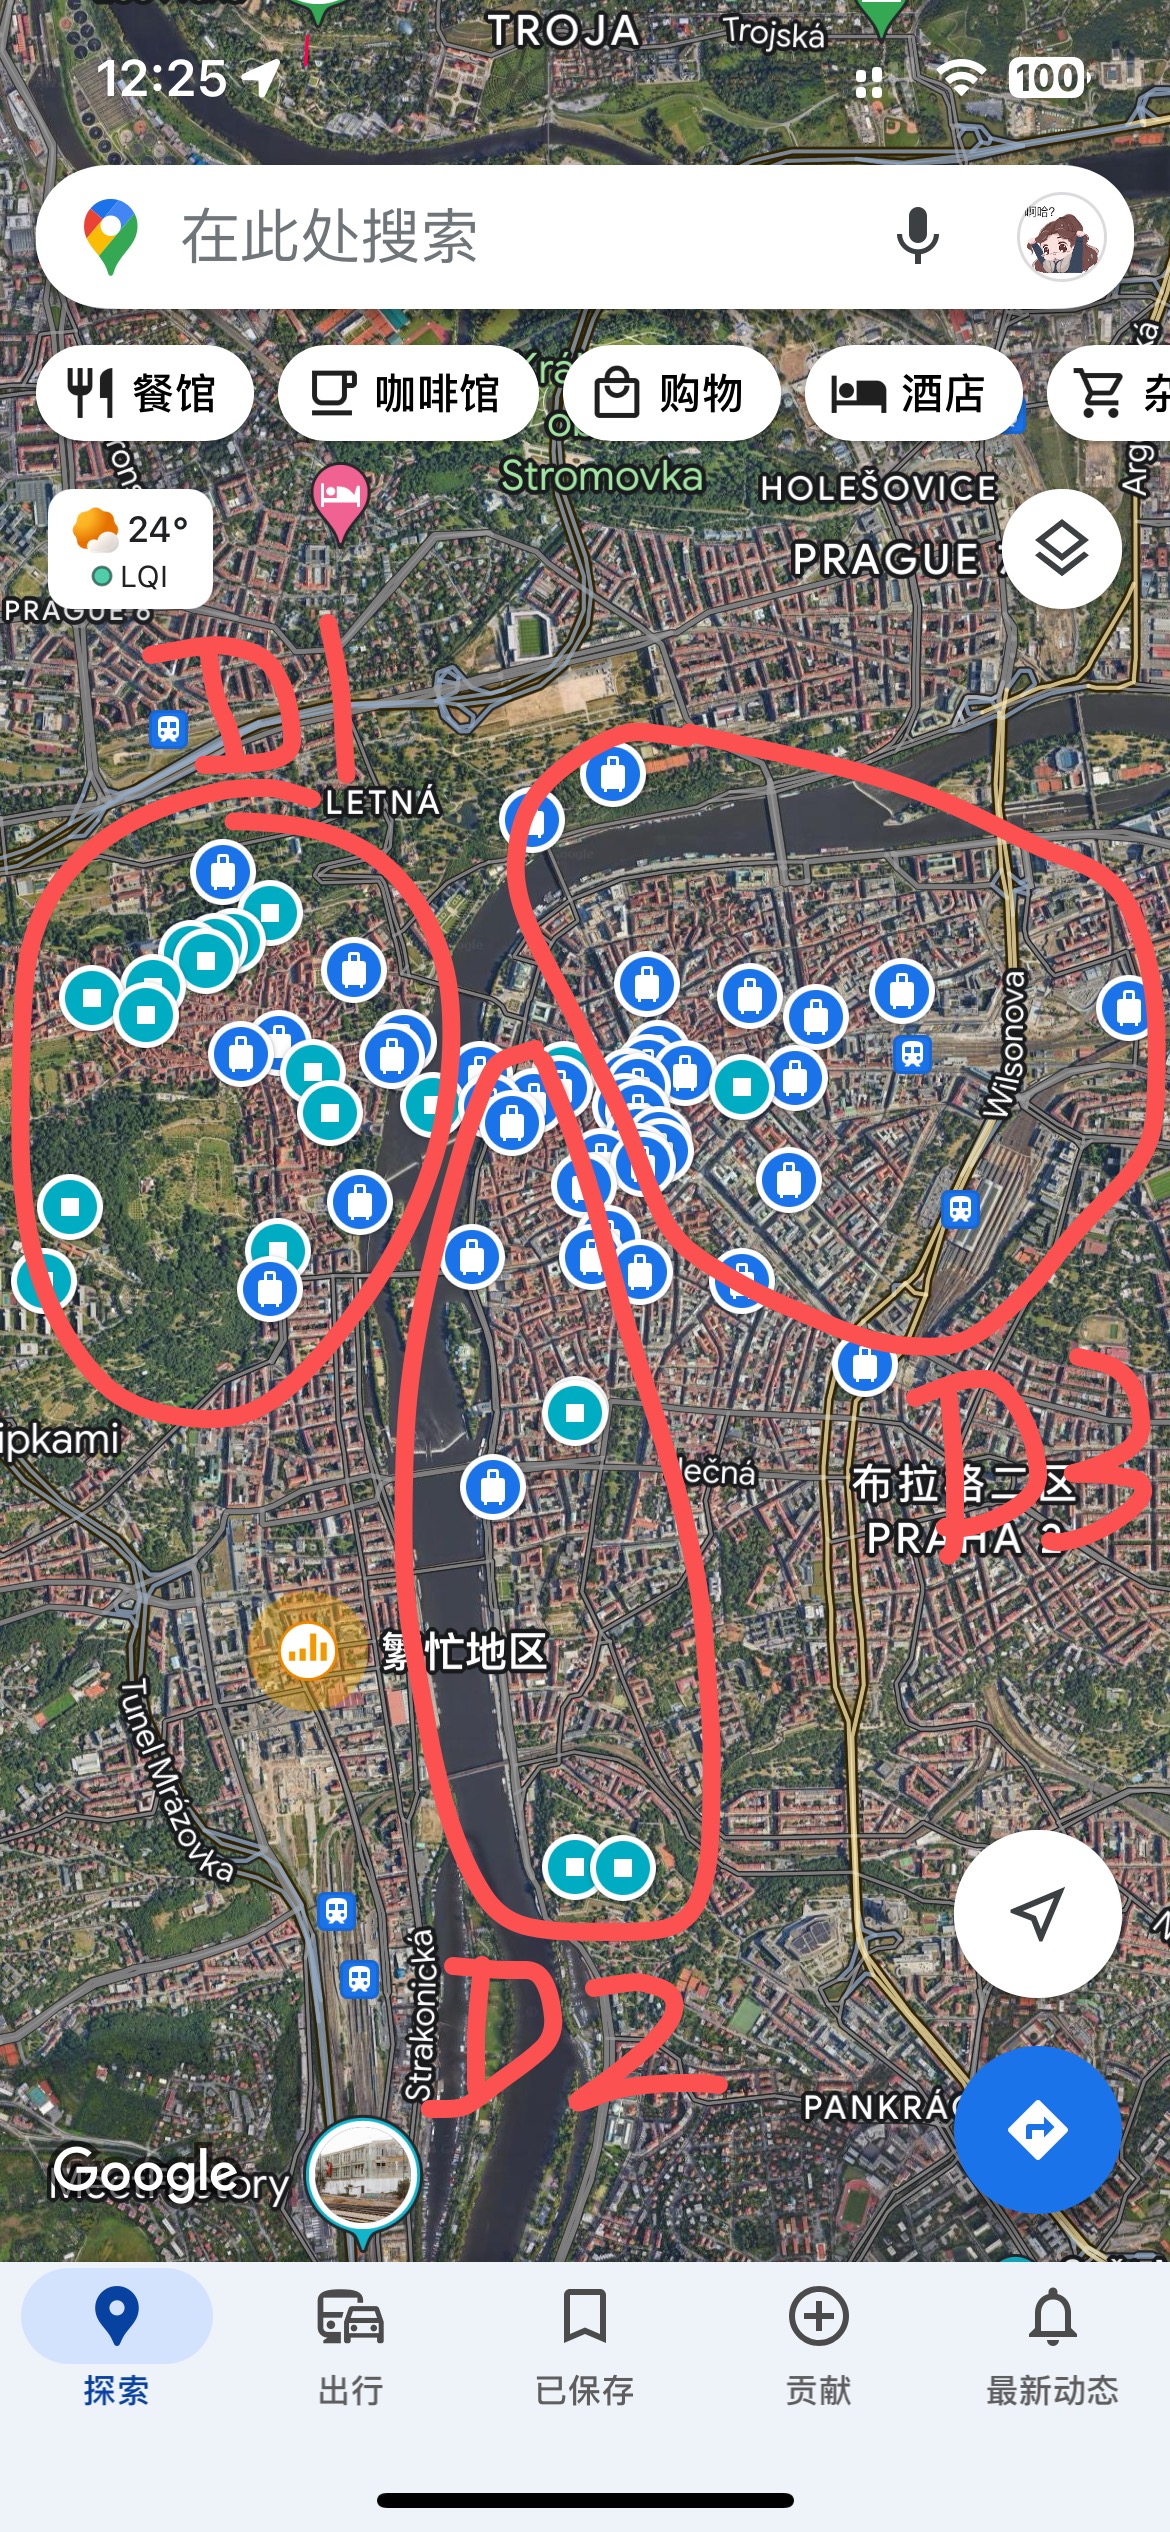 TROJA
Trojská
12:25
100
在此处搜索
啊哈?
餐馆
咖啡馆
购物
酒店
杂
Stromovka
HOLEŠOVICE
Arg
24°
LQI
PRAGUE 7
PRAGUE 6
D1
LETNÁ
Wilsonova
ipkami
D3
ječná
布拉格二区
PRAHA 2
繁忙地区
Tunel Mrázovka
Strakonická
D2
PANKRÁC
Google
MeetFactory
探索
出行
已保存
贡献
最新动态